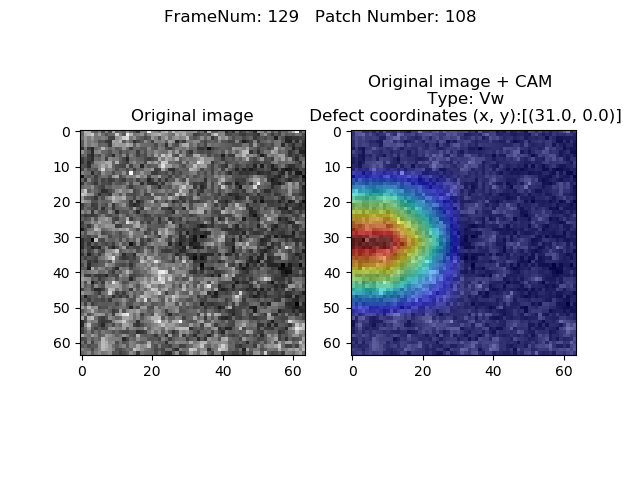 FrameNum: 129   Patch Number: 108
Original image
Original image + CAM
Type: Vw
Defect coordinates (x, y):[(31.0, 0.0)]
0
10
20
30
40
50
60
0 20 40 60
0
10
20
30
40
50
60
0 20 40 60